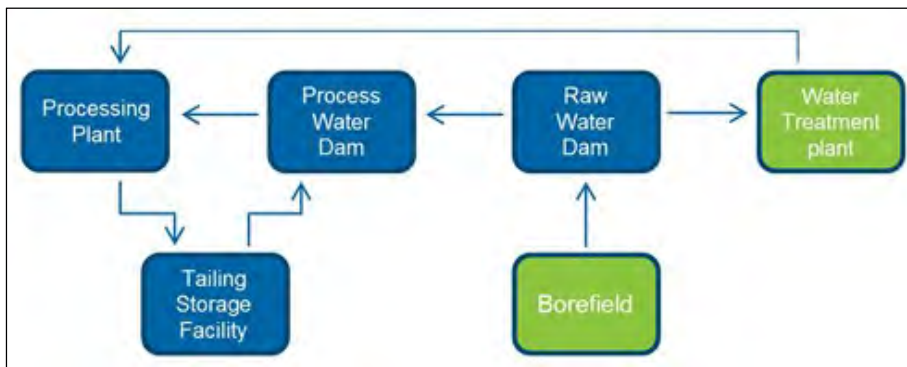 Processing
Plant
Process
Water
Dam
Raw
Water
Dam
Water
Treatment
plant
Tailing
Storage
Facility
Borefield